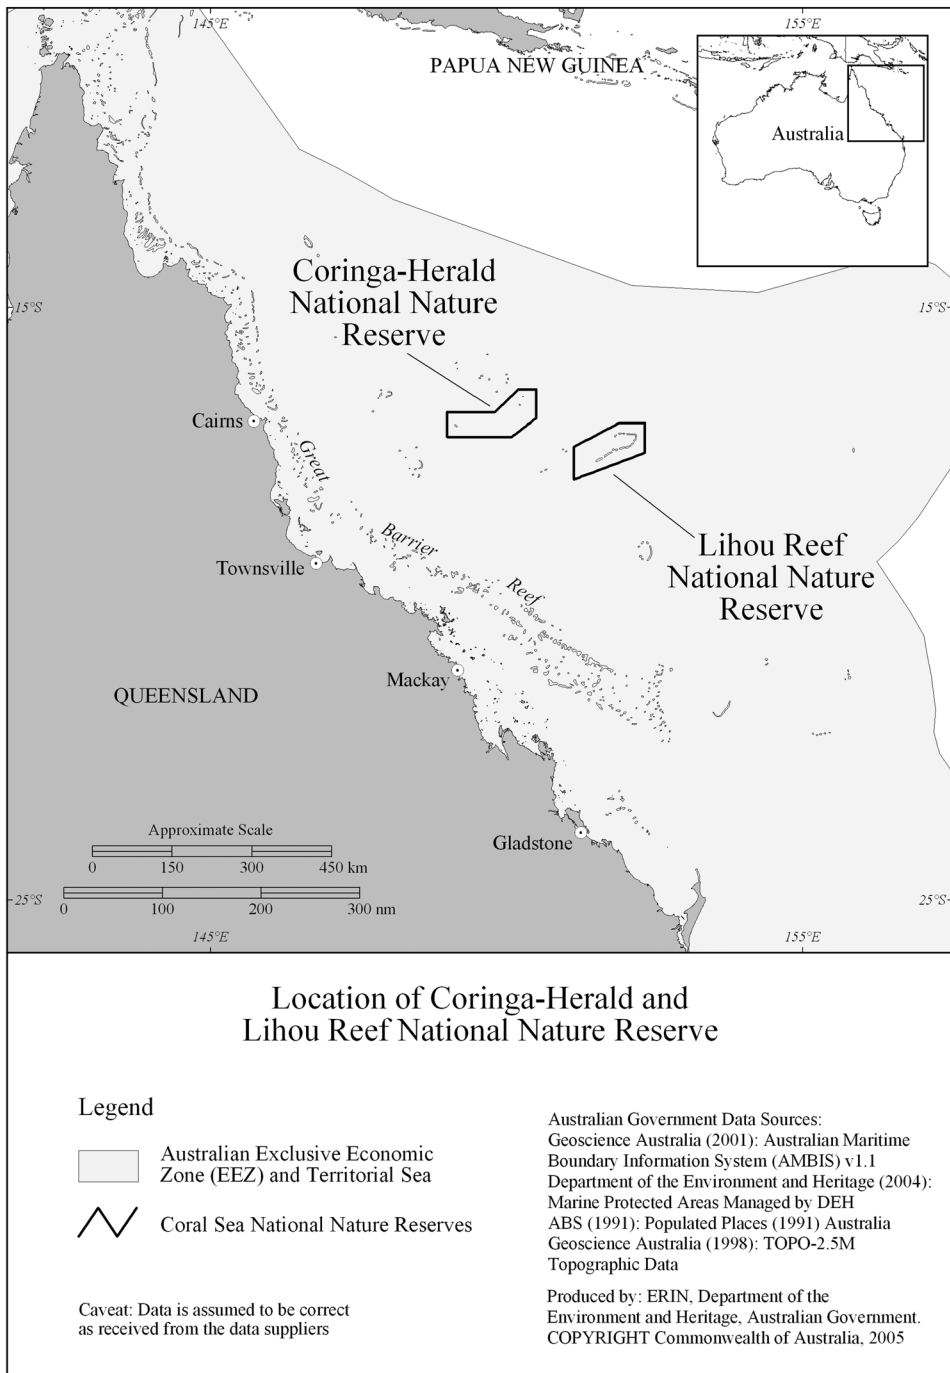 145°E
155°E
PAPUA NEW GUINEA
Australia
Coringa-Herald
National Nature
Reserve
15°S
15°S
Cairns
Great
Barrier
Reef
Lihou Reef
National Nature
Reserve
Townsville
Mackay
QUEENSLAND
Gladstone
Approximate Scale
0 150 300 450 km
0 100 200 300 nm
25°S
25°S
145°E
155°E
Location of Coringa-Herald and
Lihou Reef National Nature Reserve
Legend
Australian Exclusive Economic
Zone (EEZ) and Territorial Sea
Coral Sea National Nature Reserves
Caveat: Data is assumed to be correct
as received from the data suppliers
Australian Government Data Sources:
Geoscience Australia (2001): Australian Maritime
Boundary Information System (AMBIS) v1.1
Department of the Environment and Heritage (2004):
Marine Protected Areas Managed by DEH
ABS (1991): Populated Places (1991) Australia
Geoscience Australia (1998): TOPO-2.5M
Topographic Data
Produced by: ERIN, Department of the
Environment and Heritage, Australian Government.
COPYRIGHT Commonwealth of Australia, 2005